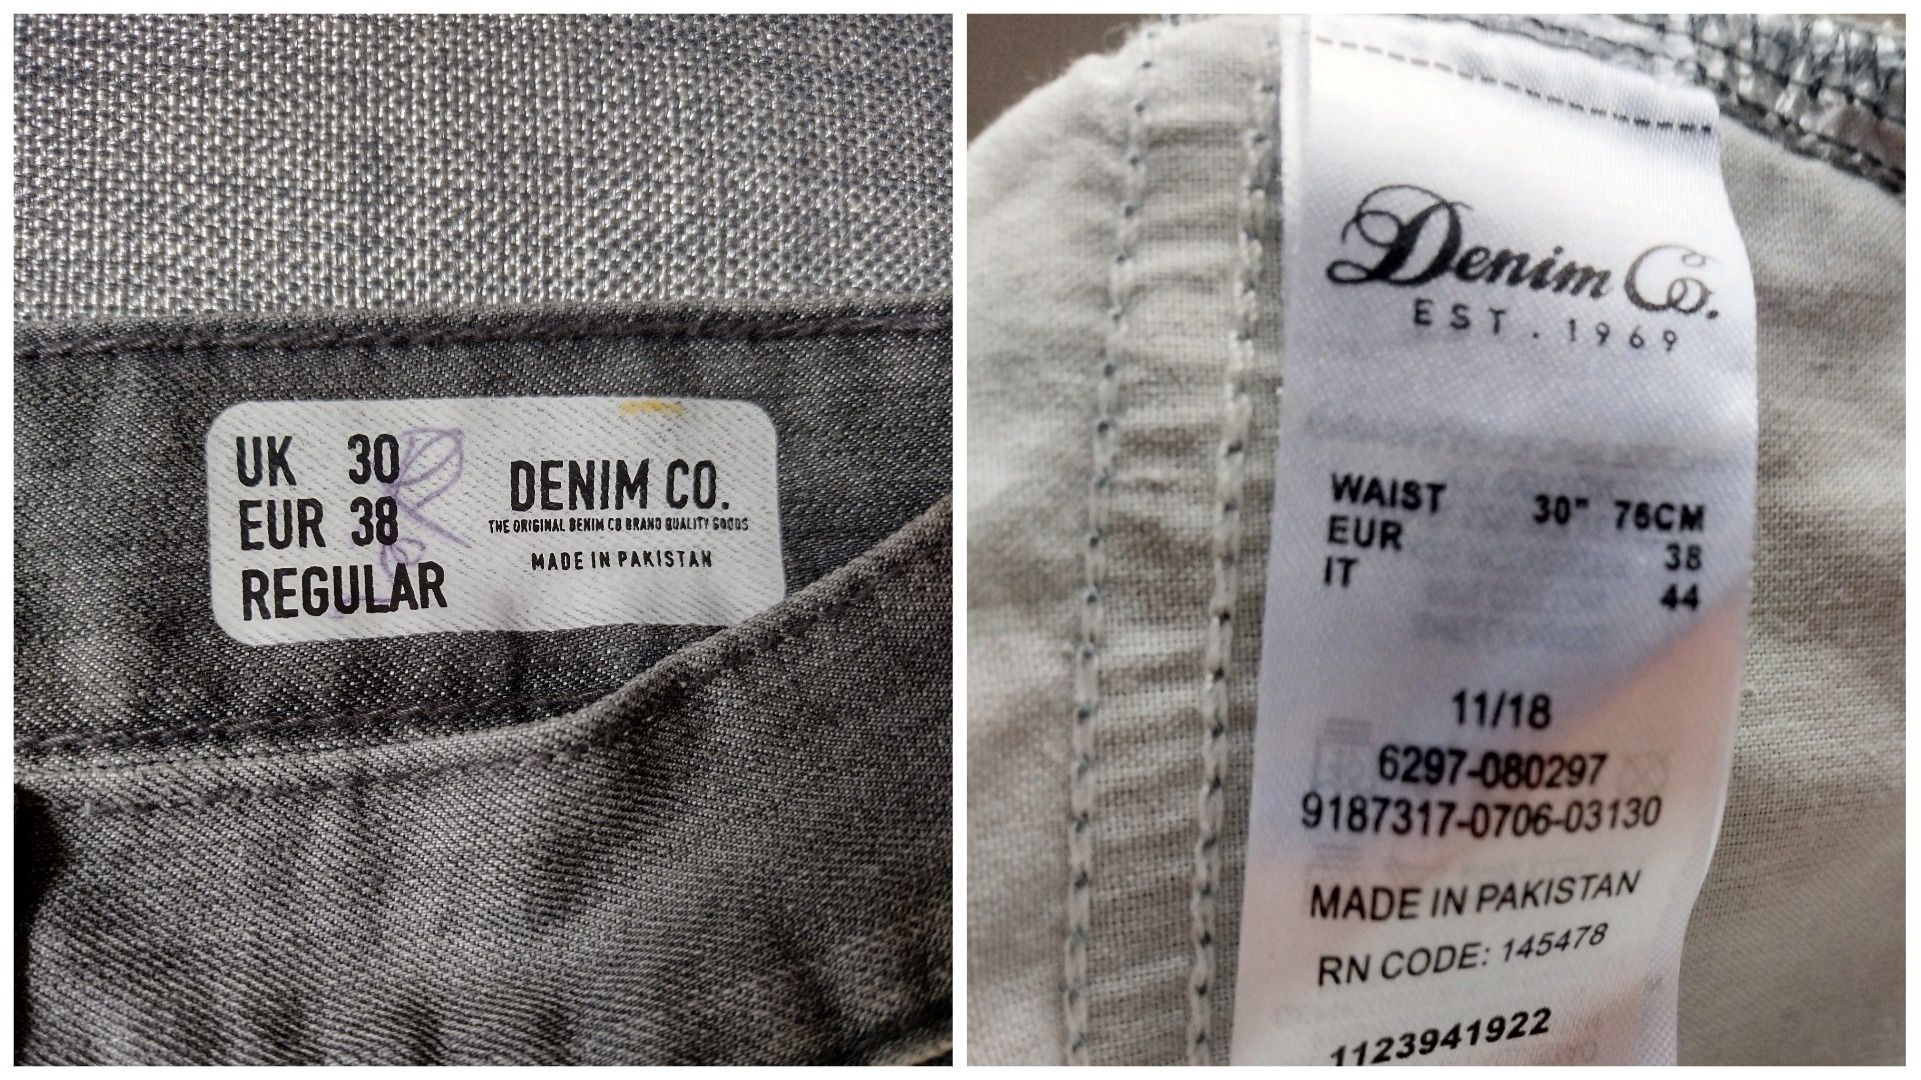 UK 30
EUR 38
REGULAR
DENIM CO.
THE ORIGINAL DENIM CO BRAND QUALITY GOODS
MADE IN PAKISTAN
Denim Co.
EST. 1969
WAIST 30" 76CM
EUR 38
IT 44
11/18
6297-080297
9187317-0706-03130
MADE IN PAKISTAN
RN CODE: 145478
1123941922